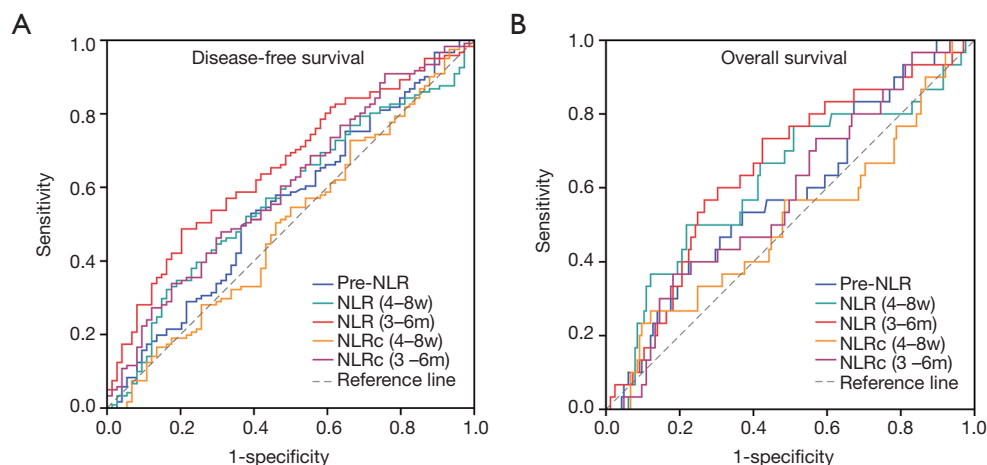 A
Disease-free survival
1.0
0.8
0.6
0.4
0.2
0.0
Sensitivity
Pre-NLR
NLR (4–8w)
NLR (3–6m)
NLRc (4–8w)
NLRc (3 –6m)
Reference line
0.0 0.2 0.4 0.6 0.8 1.0
1-specificity
B
Overall survival
1.0
0.8
0.6
0.4
0.2
0.0
Sensitivity
Pre-NLR
NLR (4–8w)
NLR (3–6m)
NLRc (4–8w)
NLRc (3 –6m)
Reference line
0.0 0.2 0.4 0.6 0.8 1.0
1-specificity